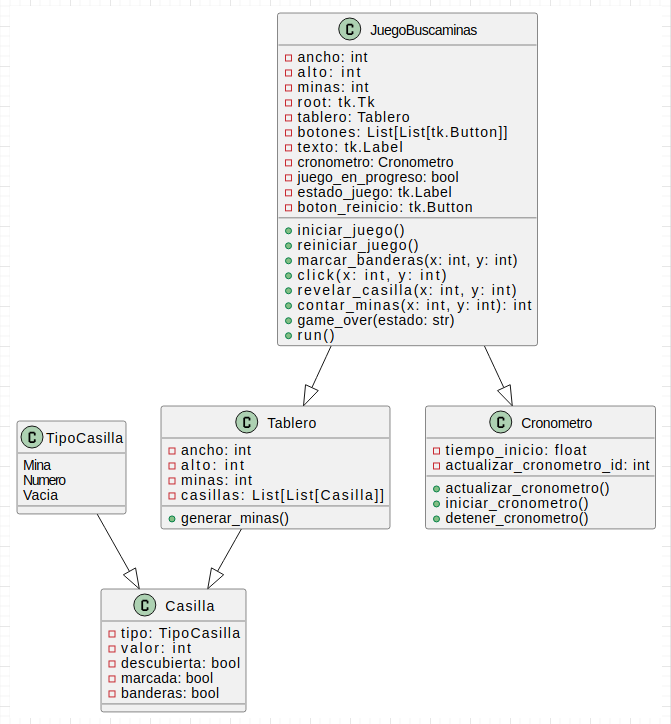 C JuegoBuscaminas
ancho: int
alto: int
minas: int
root: tk.Tk
tablero: Tablero
botones: List[List[tk.Button]]
texto: tk.Label
cronometro: Cronometro
juego_en_progreso: bool
estado_juego: tk.Label
boton_reinicio: tk.Button
iniciar_juego()
reiniciar_juego()
marcar_banderas(x: int, y: int)
click(x: int, y: int)
revelar_casilla(x: int, y: int)
contar_minas(x: int, y: int): int
game_over(estado: str)
run()
C TipoCasilla
Mina
Numero
Vacia
C Tablero
ancho: int
alto: int
minas: int
casillas: List[List[Casilla]]
generar_minas()
C Cronometro
tiempo_inicio: float
actualizar_cronometro_id: int
actualizar_cronometro()
iniciar_cronometro()
detener_cronometro()
C Casilla
tipo: TipoCasilla
valor: int
descubierta: bool
marcada: bool
banderas: bool